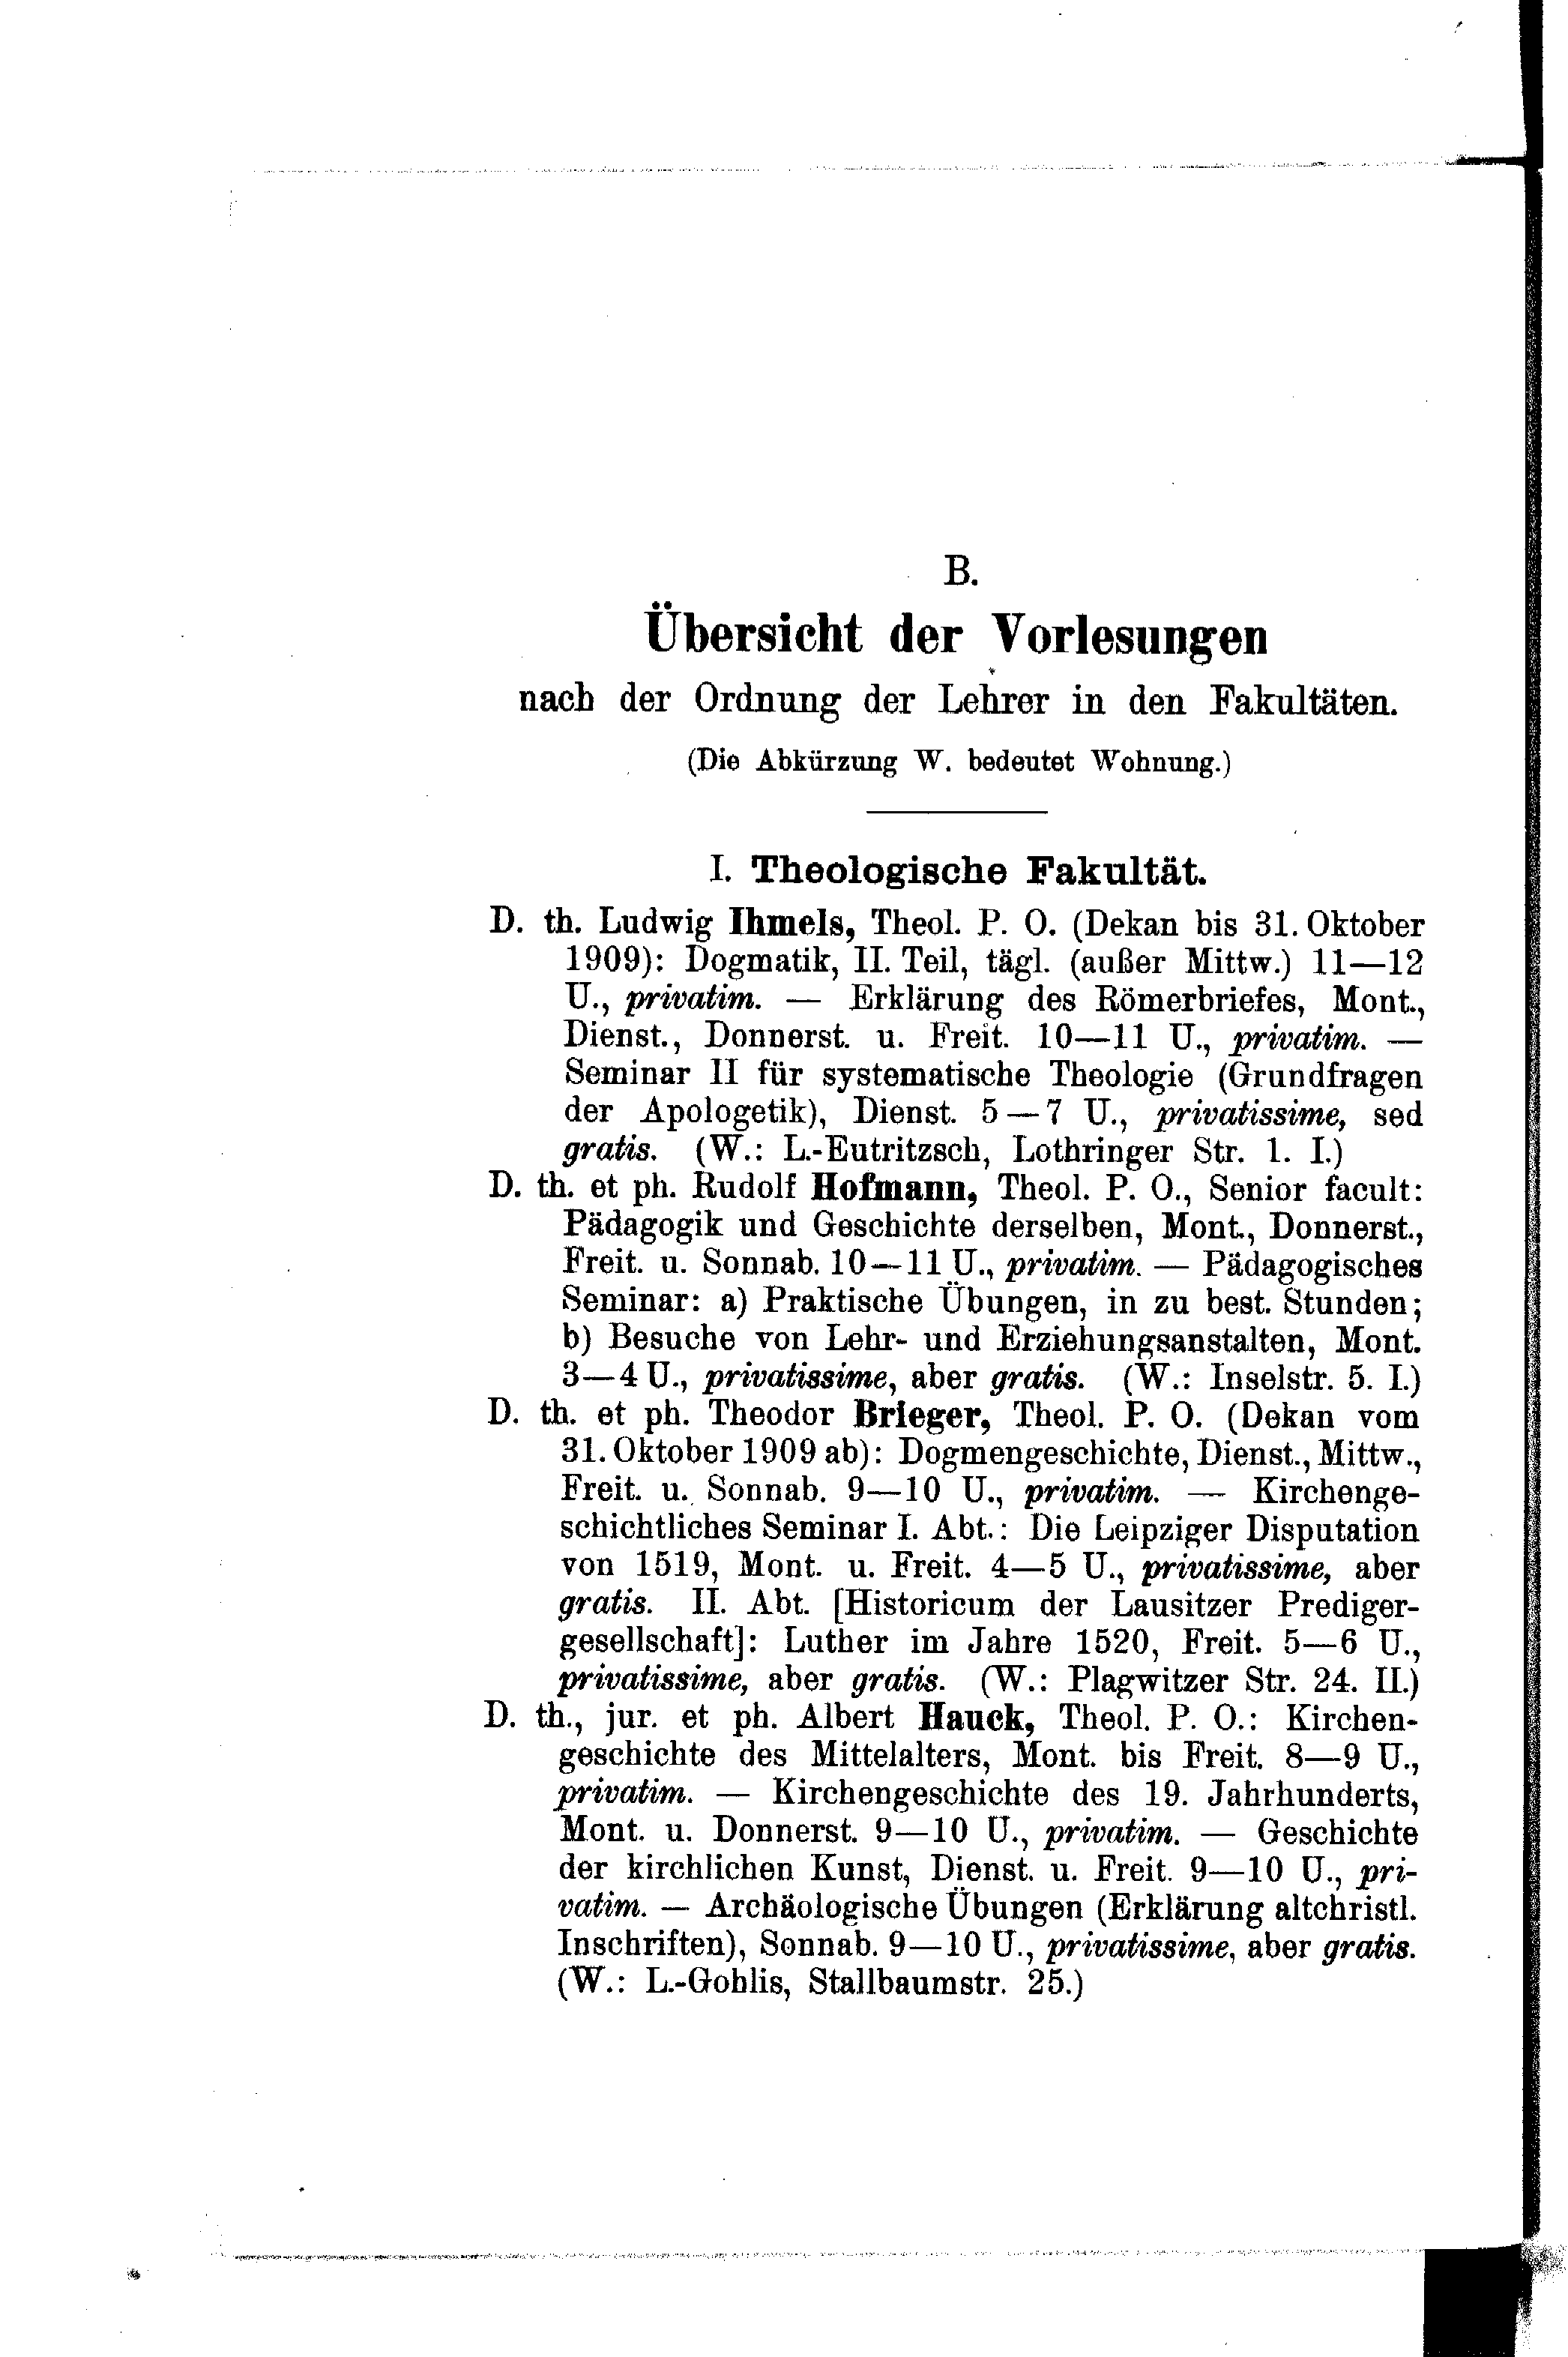 B.
Übersicht der Vorlesungen
nach der Ordnung der Lehrer in den Fakultäten.
(Die Abkürzung W. bedeutet Wohnung.)
I. Theologische Fakultät.
D. th. Ludwig Ihmels, Theol. P. O. (Dekan bis 31. Oktober
1909): Dogmatik, II. Teil, tägl. (außer Mittw.) 11—12
U., privatim. — Erklärung des Römerbriefes, Mont.,
Dienst., Donnerst. u. Freit. 10—11 U., privatim. —
Seminar II für systematische Theologie (Grundfragen
der Apologetik), Dienst. 5—7 U., privatissime, sed
gratis. (W.: L.-Eutritzsch, Lothringer Str. 1. I.)
D. th. et ph. Rudolf Hofmann, Theol. P. O., Senior facult:
Pädagogik und Geschichte derselben, Mont., Donnerst.,
Freit. u. Sonnab. 10—11 U., privatim. — Pädagogisches
Seminar: a) Praktische Übungen, in zu best. Stunden;
b) Besuche von Lehr- und Erziehungsanstalten, Mont.
3—4 U., privatissime, aber gratis. (W.: Inselstr. 5. I.)
D. th. et ph. Theodor Brieger, Theol. P. O. (Dekan vom
31. Oktober 1909 ab): Dogmengeschichte, Dienst., Mittw.,
Freit. u. Sonnab. 9—10 U., privatim. — Kirchenge-
schichtliches Seminar I. Abt.: Die Leipziger Disputation
von 1519, Mont. u. Freit. 4—5 U., privatissime, aber
gratis. II. Abt. [Historicum der Lausitzer Prediger-
gesellschaft]: Luther im Jahre 1520, Freit. 5—6 U.,
privatissime, aber gratis. (W.: Plagwitzer Str. 24. II.)
D. th., jur. et ph. Albert Hauck, Theol. P. O.: Kirchen-
geschichte des Mittelalters, Mont. bis Freit. 8—9 U.,
privatim. — Kirchengeschichte des 19. Jahrhunderts,
Mont. u. Donnerst. 9—10 U., privatim. — Geschichte
der kirchlichen Kunst, Dienst. u. Freit. 9—10 U., pri-
vatim. — Archäologische Übungen (Erklärung altchristl.
Inschriften), Sonnab. 9—10 U., privatissime, aber gratis.
(W.: L.-Gohlis, Stallbaumstr. 25.)